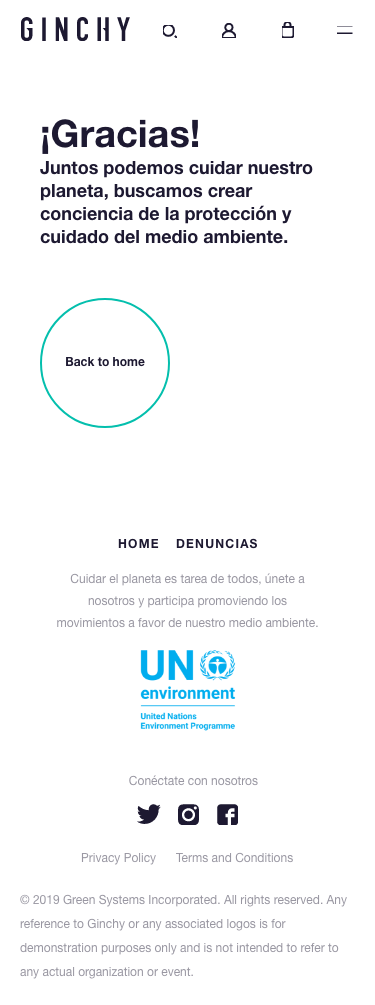 GINCHY
¡Gracias!
Juntos podemos cuidar nuestro
planeta, buscamos crear
conciencia de la protección y
cuidado del medio ambiente.
Back to home
HOME DENUNCIAS
Cuidar el planeta es tarea de todos, únete a
nosotros y participa promoviendo los
movimientos a favor de nuestro medio ambiente.
UN
environment
United Nations
Environment Programme
Conéctate con nosotros
Privacy Policy Terms and Conditions
© 2019 Green Systems Incorporated. All rights reserved. Any
reference to Ginchy or any associated logos is for
demonstration purposes only and is not intended to refer to
any actual organization or event.